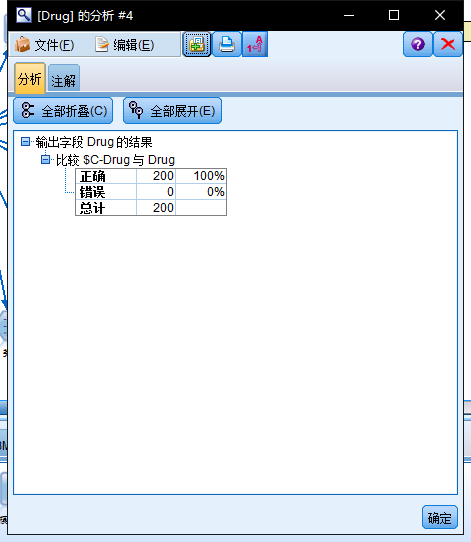 [Drug] 的分析 #4
文件(F) 编辑(E)
分析 注解
全部折叠(C) 全部展开(E)
输出字段 Drug 的结果
比较 $C-Drug 与 Drug
正确 200 100%
错误 0 0%
总计 200
确定